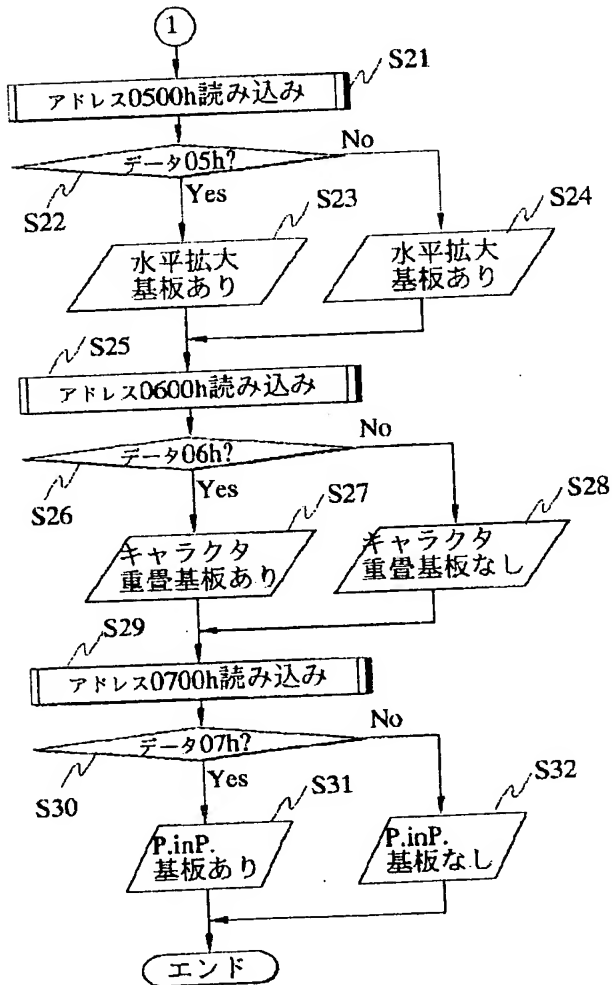 1
S21
アドレス0500h読み込み
データ05h?
No
S22
Yes
S23
S24
水平拡大
基板あり
水平拡大
基板あり
S25
アドレス0600h読み込み
データ06h?
No
S26
Yes
S27
S28
キャラクタ
重畳基板あり
キャラクタ
重畳基板なし
S29
アドレス0700h読み込み
データ07h?
No
S30
Yes
S31
S32
P.inP.
基板あり
P.inP.
基板なし
エンド